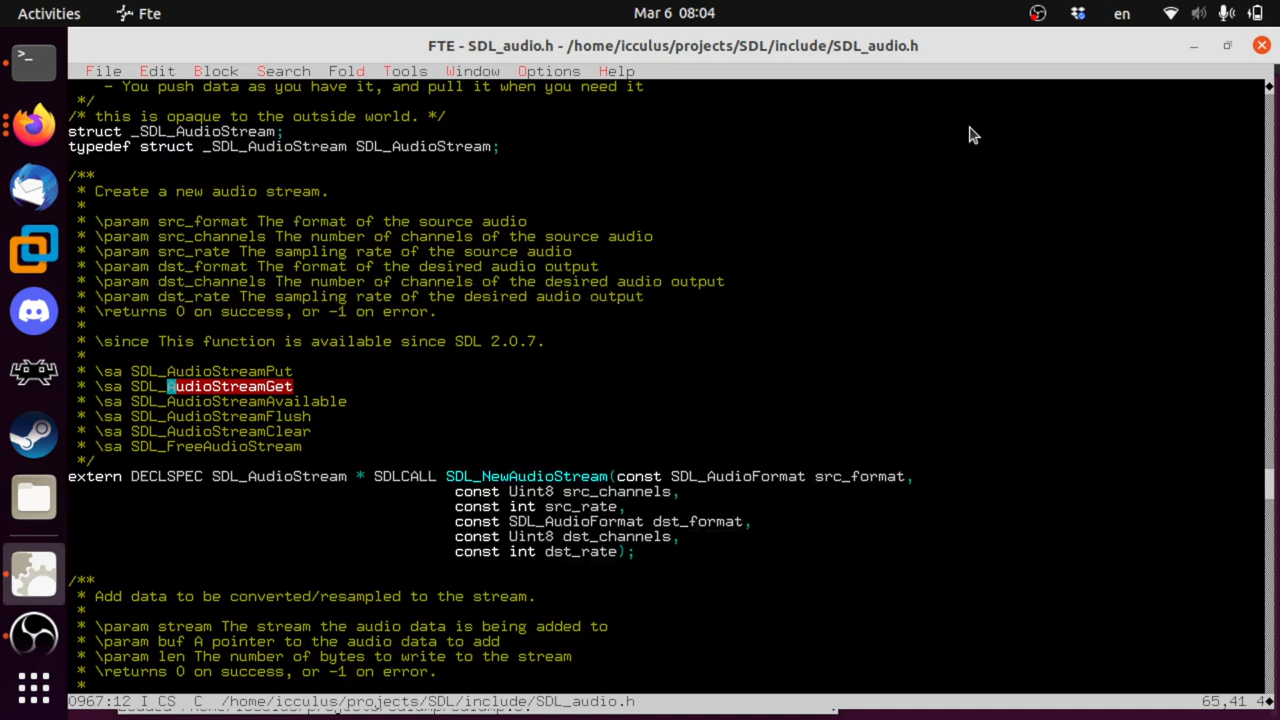 Activities
Fte
Mar 6 08:04
en
FTE - SDL_audio.h - /home/icculus/projects/SDL/include/SDL_audio.h
File Edit Block Search Fold Tools Window Options Help
- You push data as you have it, and pull it when you need it
*/
/* this is opaque to the outside world. */
struct _SDL_AudioStream;
typedef struct _SDL_AudioStream SDL_AudioStream;
/**
* Create a new audio stream.
*
* \param src_format The format of the source audio
* \param src_channels The number of channels of the source audio
* \param src_rate The sampling rate of the source audio
* \param dst_format The format of the desired audio output
* \param dst_channels The number of channels of the desired audio output
* \param dst_rate The sampling rate of the desired audio output
* \returns 0 on success, or -1 on error.
*
* \since This function is available since SDL 2.0.7.
*
* \sa SDL_AudioStreamPut
* \sa SDL_AudioStreamGet
* \sa SDL_AudioStreamAvailable
* \sa SDL_AudioStreamFlush
* \sa SDL_AudioStreamClear
* \sa SDL_FreeAudioStream
*/
extern DECLSPEC SDL_AudioStream * SDLCALL SDL_NewAudioStream(const SDL_AudioFormat src_format,
const Uint8 src_channels,
const int src_rate,
const SDL_AudioFormat dst_format,
const Uint8 dst_channels,
const int dst_rate);
/**
* Add data to be converted/resampled to the stream.
*
* \param stream The stream the audio data is being added to
* \param buf A pointer to the audio data to add
* \param len The number of bytes to write to the stream
* \returns 0 on success, or -1 on error.
*
0967:12 I CS C /home/icculus/projects/SDL/include/SDL_audio.h 65,41 4